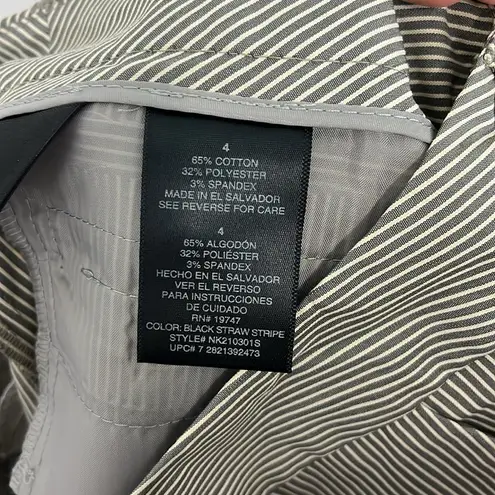 4
65% COTTON
32% POLYESTER
3% SPANDEX
MADE IN EL SALVADOR
SEE REVERSE FOR CARE
4
65% ALGODÓN
32% POLIÉSTER
3% SPANDEX
HECHO EN EL SALVADOR
VER EL REVERSO
PARA INSTRUCCIONES
DE CUIDADO
RN# 19747
COLOR: BLACK STRAW STRIPE
STYLE# NK210301S
UPC# 7 2821392473